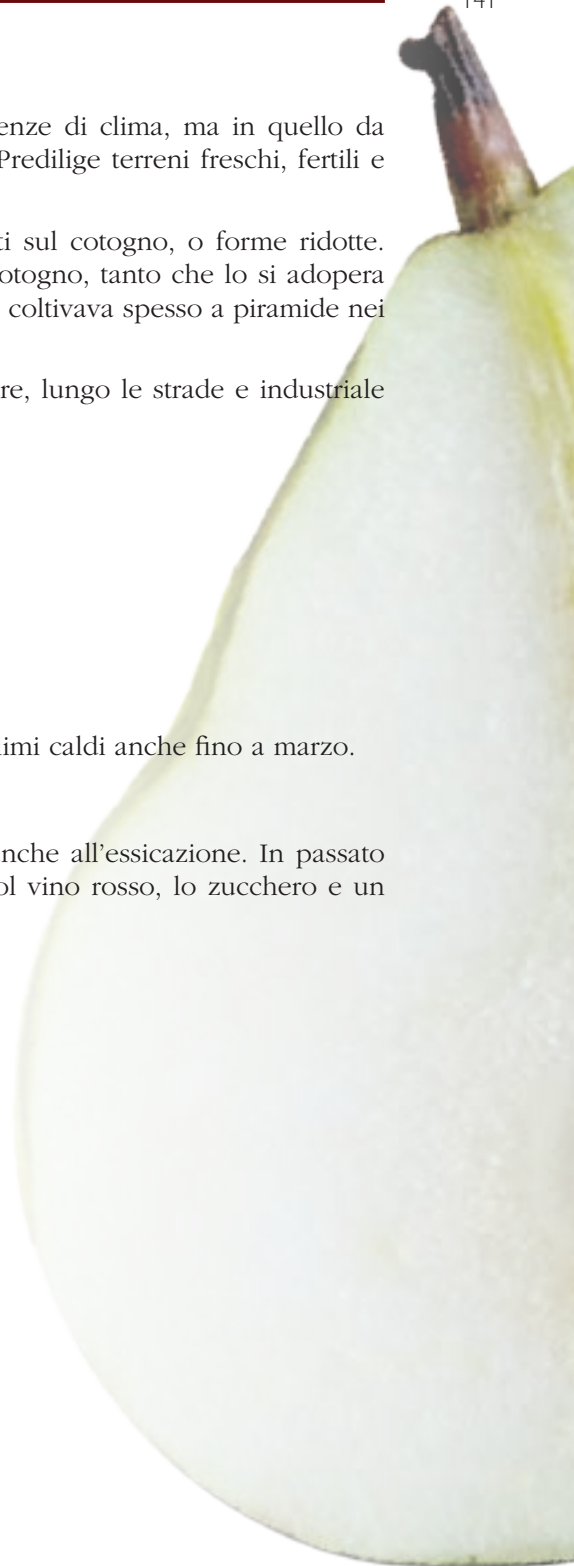 141
enze di clima, ma in quello da
Predilige terreni freschi, fertili e
ti sul cotogno, o forme ridotte.
otogno, tanto che lo si adopera
coltivava spesso a piramide nei
re, lungo le strade e industriale
limi caldi anche fino a marzo.
nche all'essicazione. In passato
ol vino rosso, lo zucchero e un